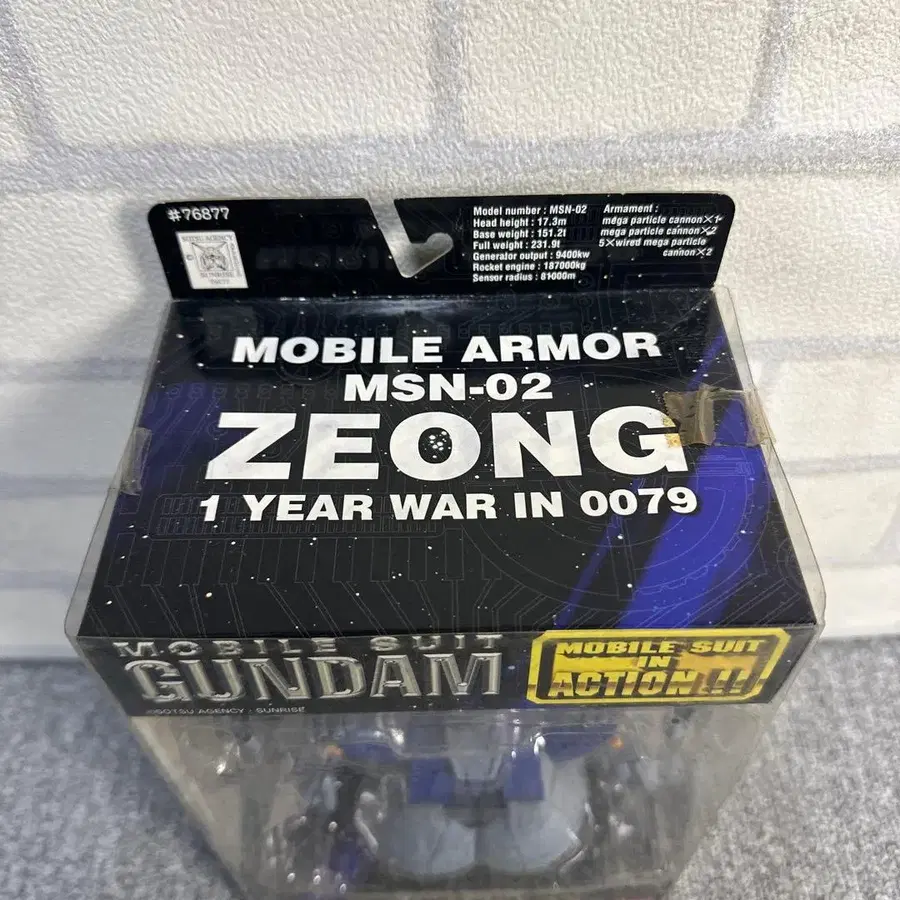 #76877
SOTSU AGENCY
SUNRISE
Model number : MSN-02
Head height : 17.3m
Base weight : 151.2t
Full weight : 231.9t
Generator output : 9400kw
Rocket engine : 187000kg
Sensor radius : 81000m
Armament :
mega particle cannon×1
mega particle cannon×2
5×wired mega particle
cannon×2
MOBILE ARMOR
MSN-02
ZEONG
1 YEAR WAR IN 0079
MOBILE SUIT
GUNDAM
©SOTSU AGENCY · SUNRISE
MOBILE SUIT
IN
ACTION!!